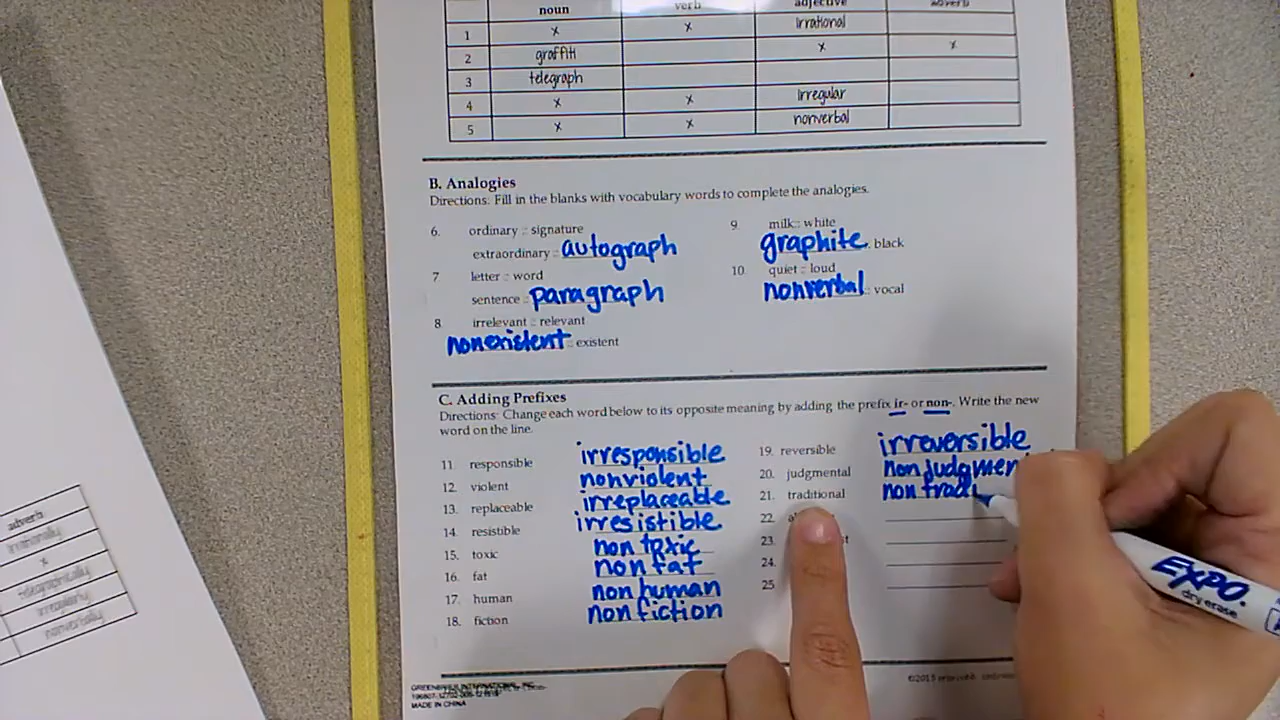 noun verb adjective adverb
1 x x irrational
2 graffiti x x
3 telegraph
4 x x irregular
5 x x nonverbal
B. Analogies
Directions: Fill in the blanks with vocabulary words to complete the analogies.
6. ordinary :: signature
extraordinary :: autograph
7 letter :: word
sentence :: paragraph
8 irrelevant :: relevant
nonexistent :: existent
9 milk :: white
graphite :: black
10. quiet :: loud
nonverbal :: vocal
C. Adding Prefixes
Directions: Change each word below to its opposite meaning by adding the prefix ir- or non-. Write the new
word on the line.
11. responsible irresponsible
12. violent nonviolent
13. replaceable irreplaceable
14. resistible irresistible
15. toxic non toxic
16. fat non fat
17. human non human
18. fiction non fiction
19. reversible irreversible
20. judgmental non judgmen
21. traditional non tradi
22
23.
24.
25
MADE IN CHINA
©2013
EXPO.
dry erase
adverb
x